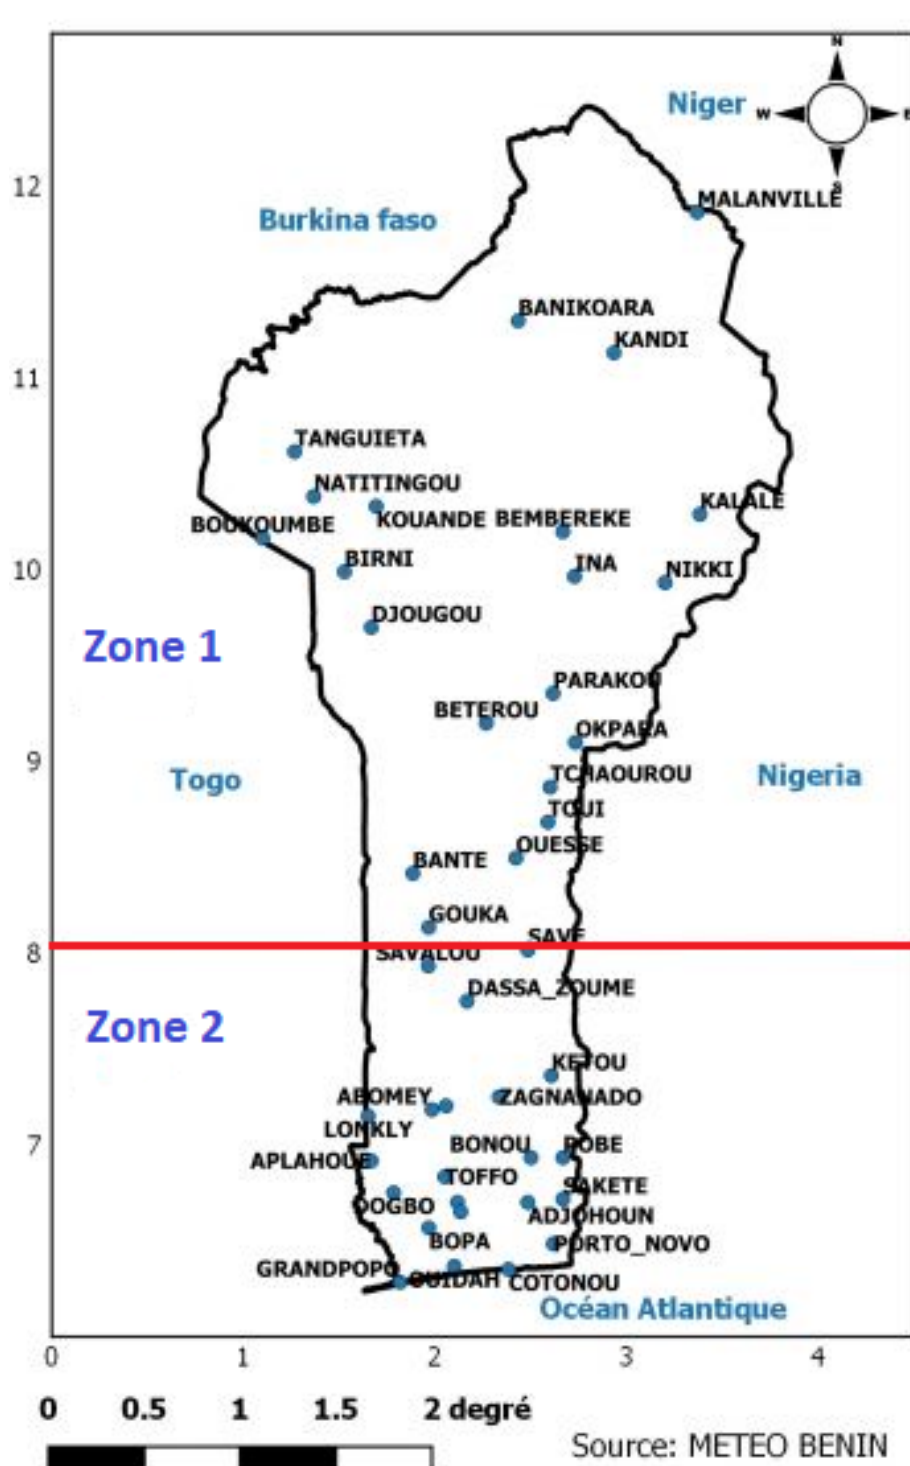 N
Niger
W
E
S
12
MALANVILLE
Burkina faso
BANIKOARA
KANDI
11
TANGUIETA
NATITINGOU
KALALE
BOUKOUMBE
KOUANDE
BEMBEREKE
BIRNI
INA
NIKKI
10
DJOUGOU
Zone 1
PARAKOU
BETEROU
OKPARA
9
Togo
TCHAOUROU
Nigeria
TOUI
OUESSE
BANTE
GOUKA
SAVE
8
SAVALOU
DASSA_ZOUME
Zone 2
KETOU
ABOMEY
ZAGNANADO
LONKLY
7
BONOU
POBE
APLAHOUE
TOFFO
SAKETE
DOGBO
ADJOHOUN
BOPA
PORTO_NOVO
GRANDPOPO
OUIDAH
COTONOU
Océan Atlantique
0 1 2 3 4
0 0.5 1 1.5 2 degré
Source: METEO BENIN